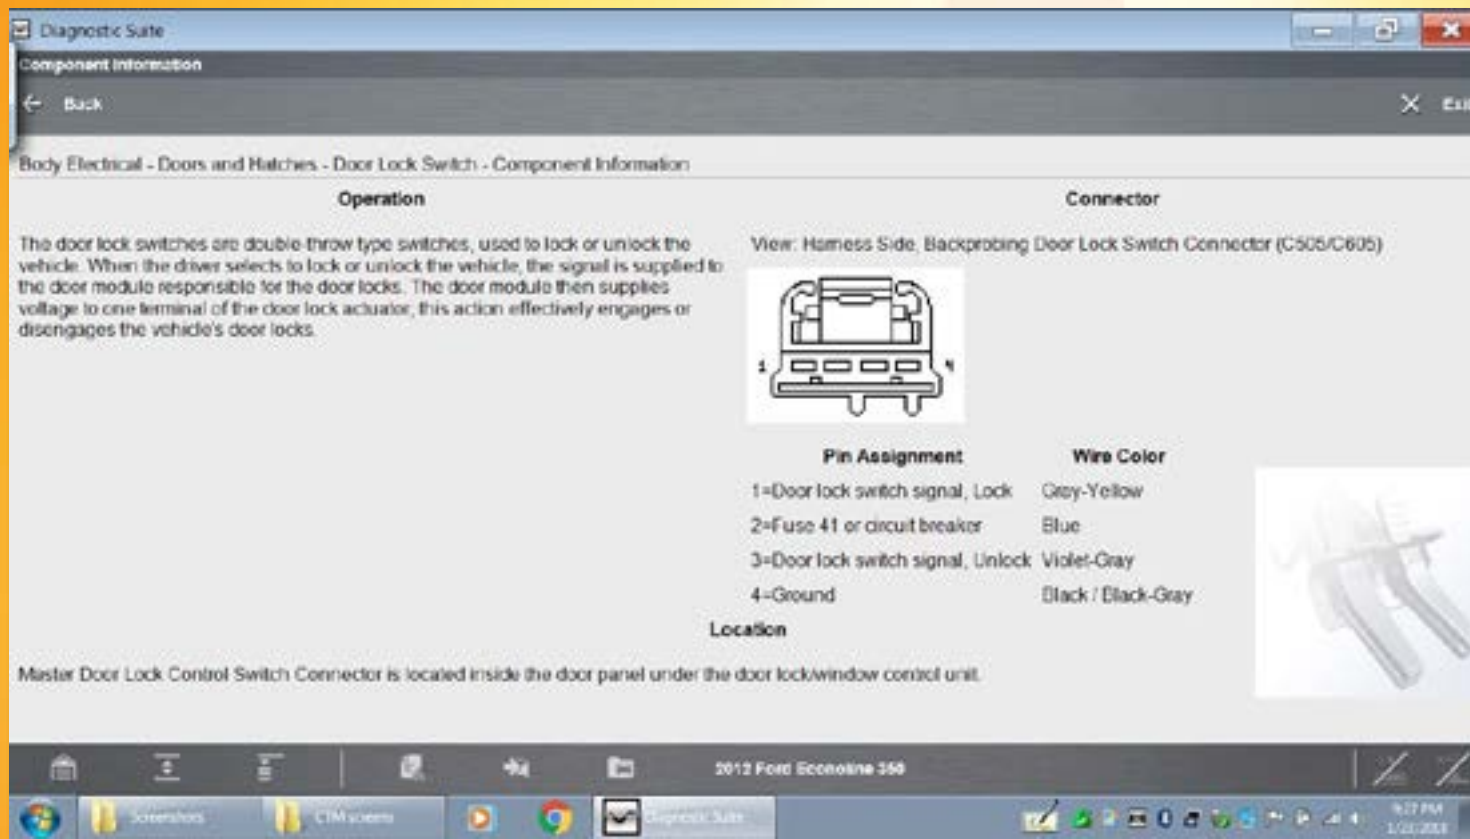 Diagnostic Suite
Component Information
Back
Exit
Body Electrical - Doors and Hatches - Door Lock Switch - Component Information
Operation
Connector
The door lock switches are double-throw type switches, used to lock or unlock the
vehicle. When the driver selects to lock or unlock the vehicle, the signal is supplied to
the door module responsible for the door locks. The door module then supplies
voltage to one terminal of the door lock actuator, this action effectively engages or
disengages the vehicle's door locks.
View: Harness Side, Backprobing Door Lock Switch Connector (C505/C605)
1
4
Pin Assignment Wire Color
1=Door lock switch signal, Lock Gray-Yellow
2=Fuse 41 or circuit breaker Blue
3=Door lock switch signal, Unlock Violet-Gray
4=Ground Black / Black-Gray
Location
Master Door Lock Control Switch Connector is located inside the door panel under the door lock/window control unit.
2012 Ford Econoline 350
Screenshots
CTM screens
Diagnostic Suite
9:27 PM